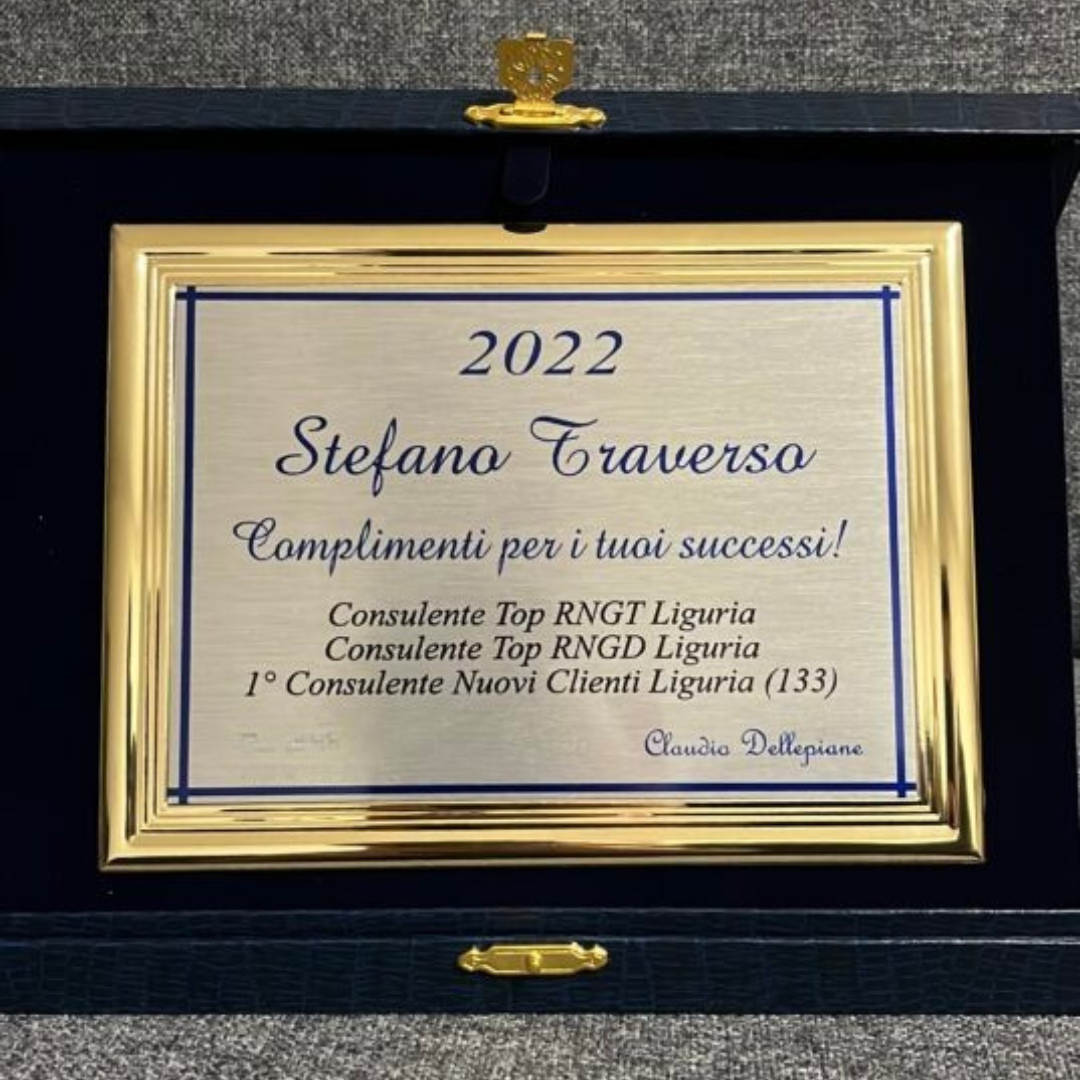 2022
Stefano Traverso
Complimenti per i tuoi successi!
Consulente Top RNGT Liguria
Consulente Top RNGD Liguria
1° Consulente Nuovi Clienti Liguria (133)
Claudio Dellepiane